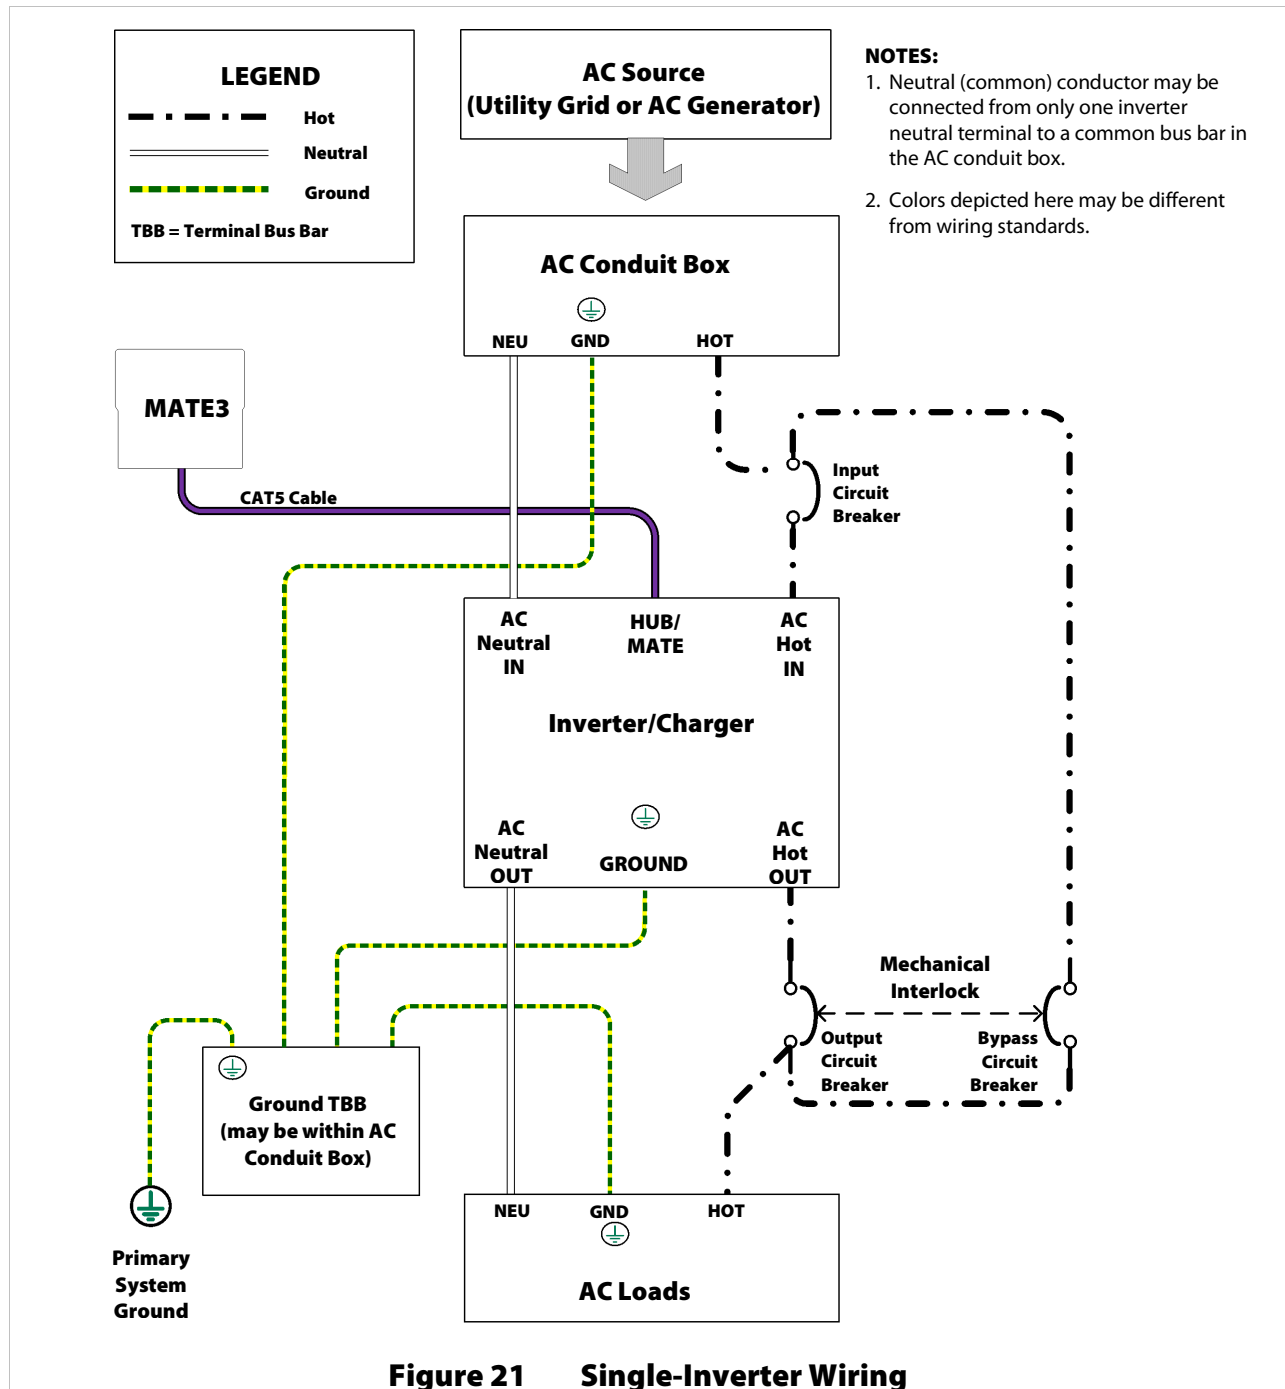 LEGEND
Hot
Neutral
Ground
TBB = Terminal Bus Bar
AC Source
(Utility Grid or AC Generator)
NOTES:
1. Neutral (common) conductor may be
connected from only one inverter
neutral terminal to a common bus bar in
the AC conduit box.
2. Colors depicted here may be different
from wiring standards.
AC Conduit Box
NEU
GND
HOT
MATE3
CAT5 Cable
Input
Circuit
Breaker
AC
Neutral
IN
HUB/
MATE
AC
Hot
IN
Inverter/Charger
AC
Neutral
OUT
GROUND
AC
Hot
OUT
Mechanical
Interlock
Output
Circuit
Breaker
Bypass
Circuit
Breaker
Ground TBB
(may be within AC
Conduit Box)
Primary
System
Ground
NEU
GND
HOT
AC Loads
Figure 21 Single-Inverter Wiring